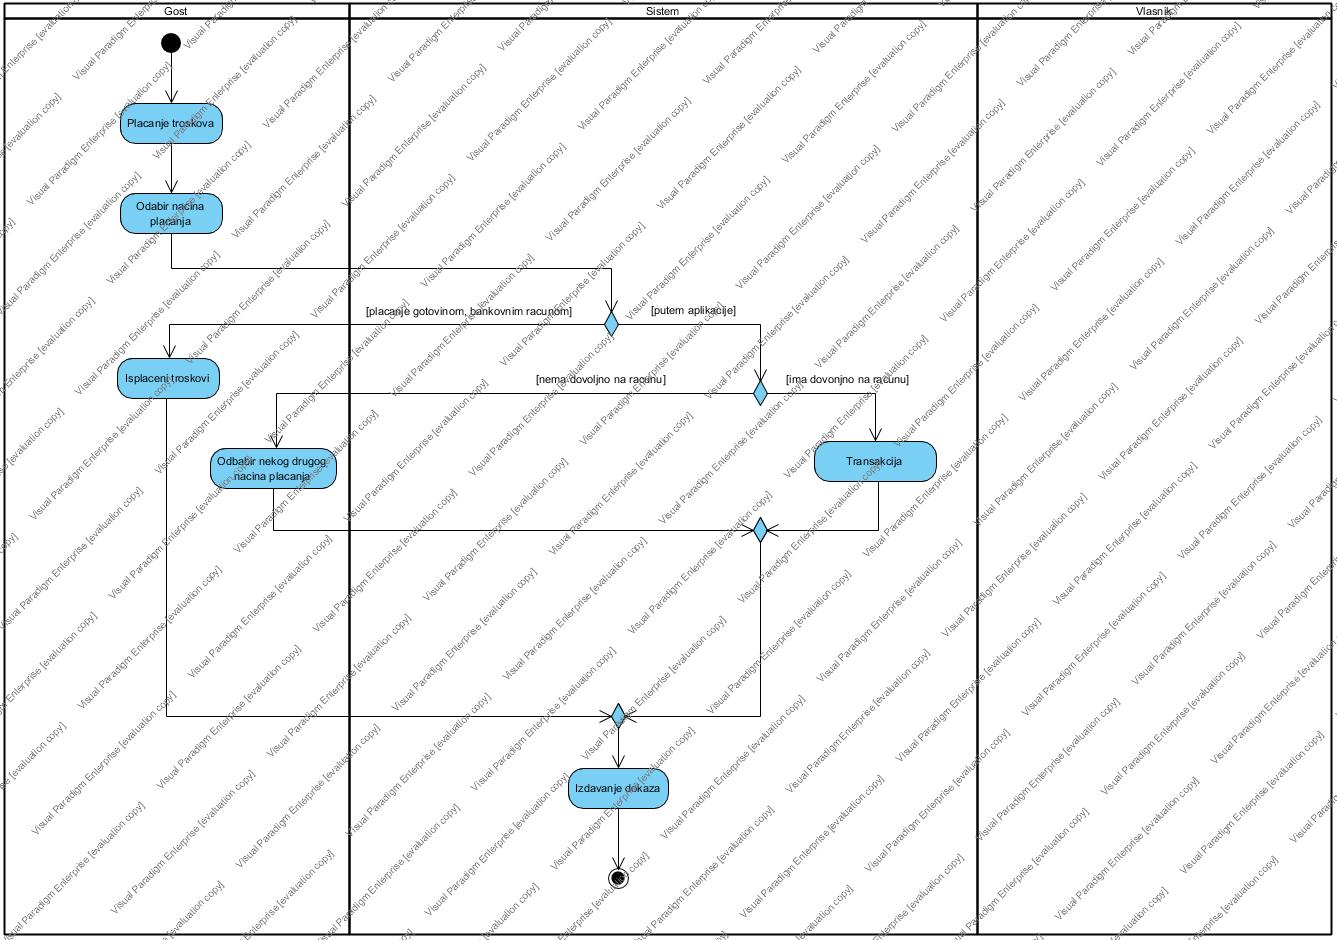 Gost
Sistem
Vlasnik
Placanje troskova
Odabir nacina
placanja
[placanje gotovinom, bankovnim racunom]
[putem aplikacije]
Isplaceni troskovi
[nema dovoljno na racunu]
[ima dovonjno na racunu]
Odbabir nekog drugog
nacina placanja
Transakcija
Izdavanje dokaza
Visual Paradigm Enterprise [evaluation copy]